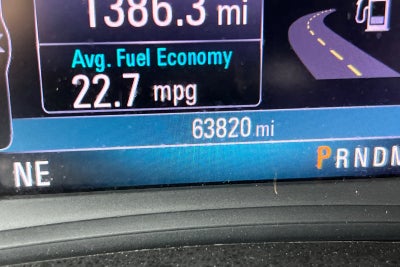 1386.3 mi
Avg. Fuel Economy
22.7 mpg
63820 mi
NE
PRNDM